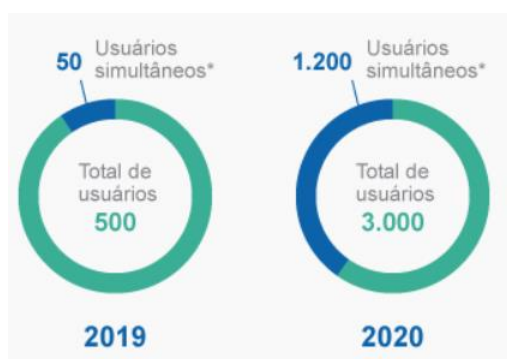 50 Usuários
simultâneos*
Total de
usuários
500
2019
1.200 Usuários
simultâneos*
Total de
usuários
3.000
2020